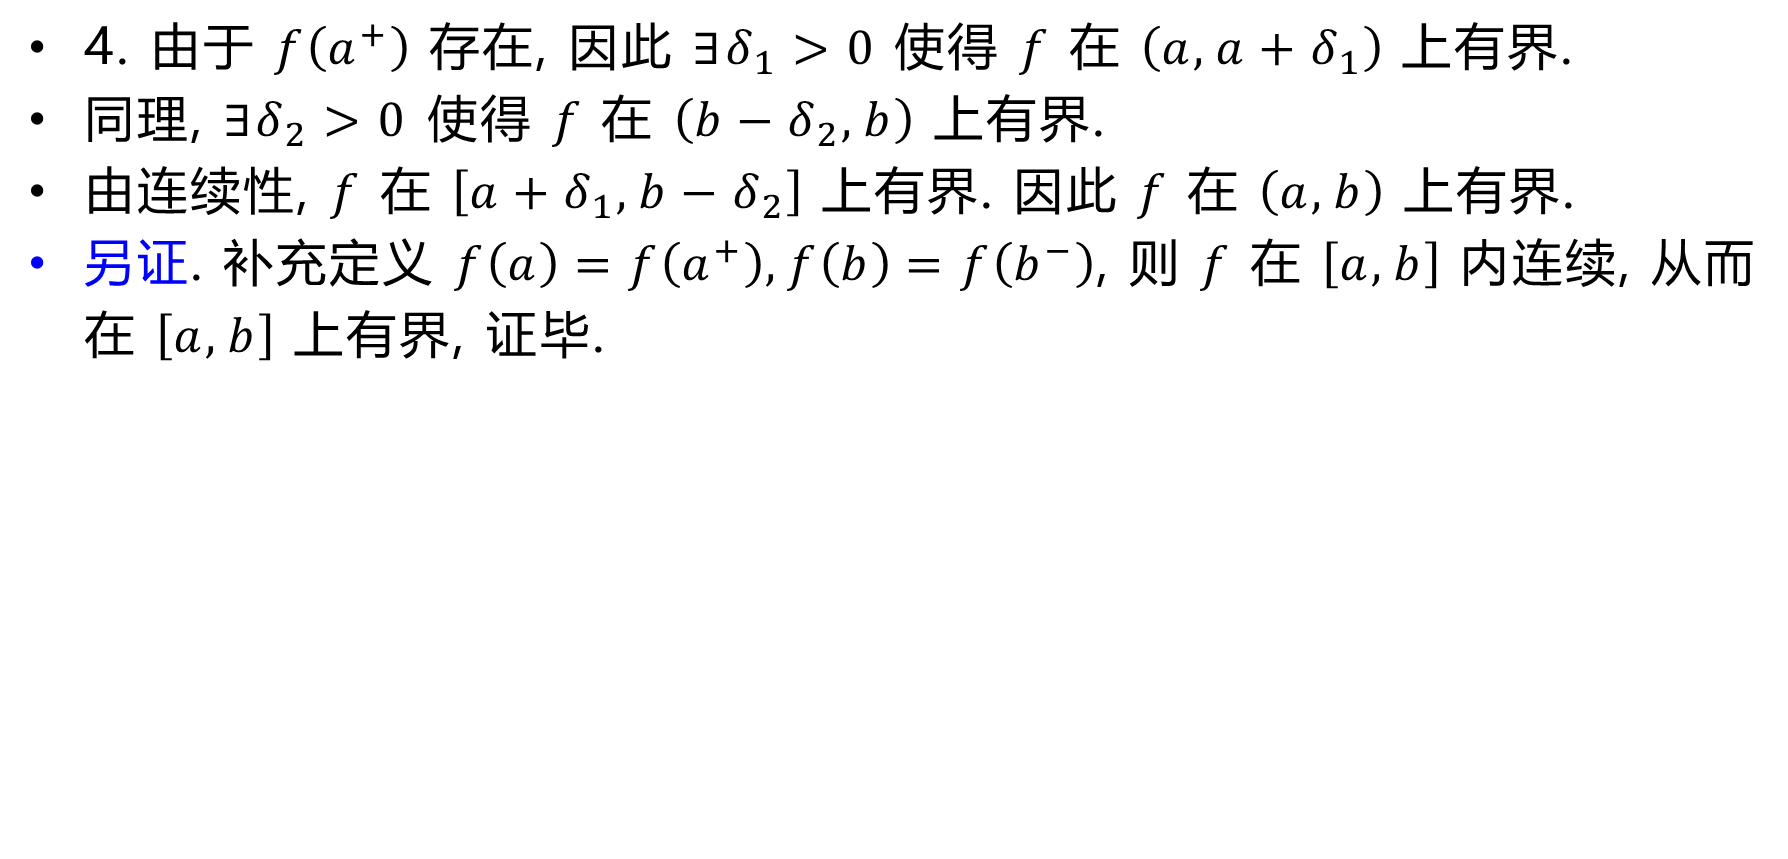 • 4. 由于 f(a⁺) 存在, 因此 ∃δ₁ > 0 使得 f 在 (a, a + δ₁) 上有界.
• 同理, ∃δ₂ > 0 使得 f 在 (b − δ₂, b) 上有界.
• 由连续性, f 在 [a + δ₁, b − δ₂] 上有界. 因此 f 在 (a, b) 上有界.
• 另证. 补充定义 f(a) = f(a⁺), f(b) = f(b⁻), 则 f 在 [a, b] 内连续, 从而
在 [a, b] 上有界, 证毕.